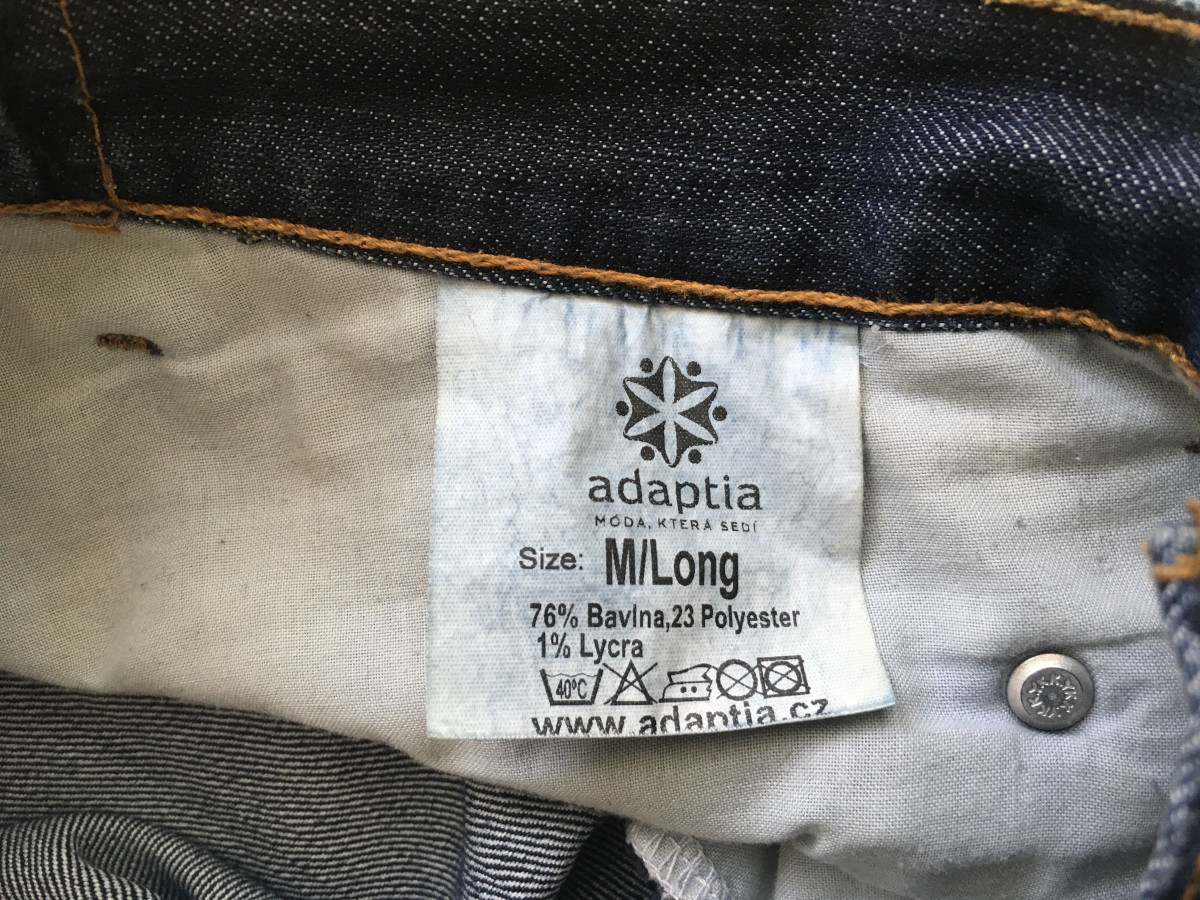 adaptia
MÓDA, KTERÁ SEDÍ
Size: M/Long
76% Bavlna,23 Polyester
1% Lycra
40°C
www.adaptia.cz